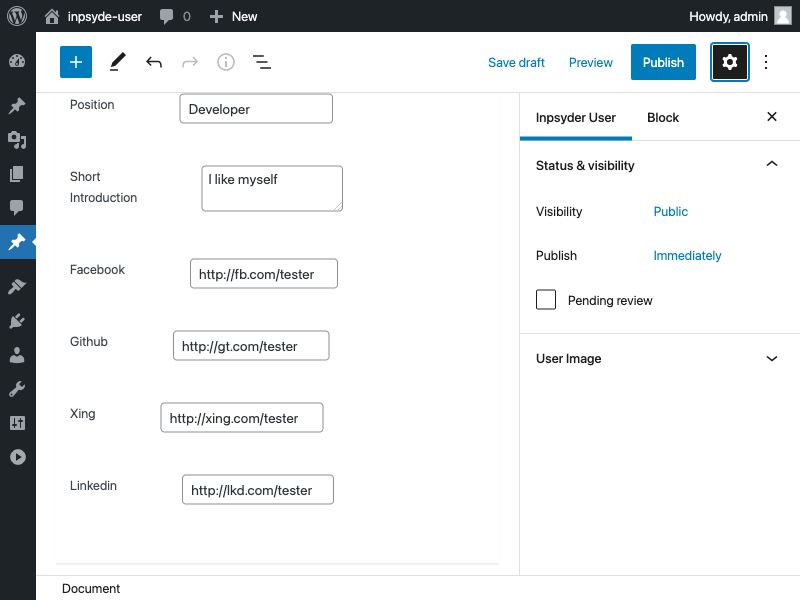 inpsyde-user 0 New Howdy, admin
Save draft Preview Publish
Position Developer
Short Introduction I like myself
Facebook http://fb.com/tester
Github http://gt.com/tester
Xing http://xing.com/tester
Linkedin http://lkd.com/tester
Inpsyder User Block
Status & visibility
Visibility Public
Publish Immediately
Pending review
User Image
Document